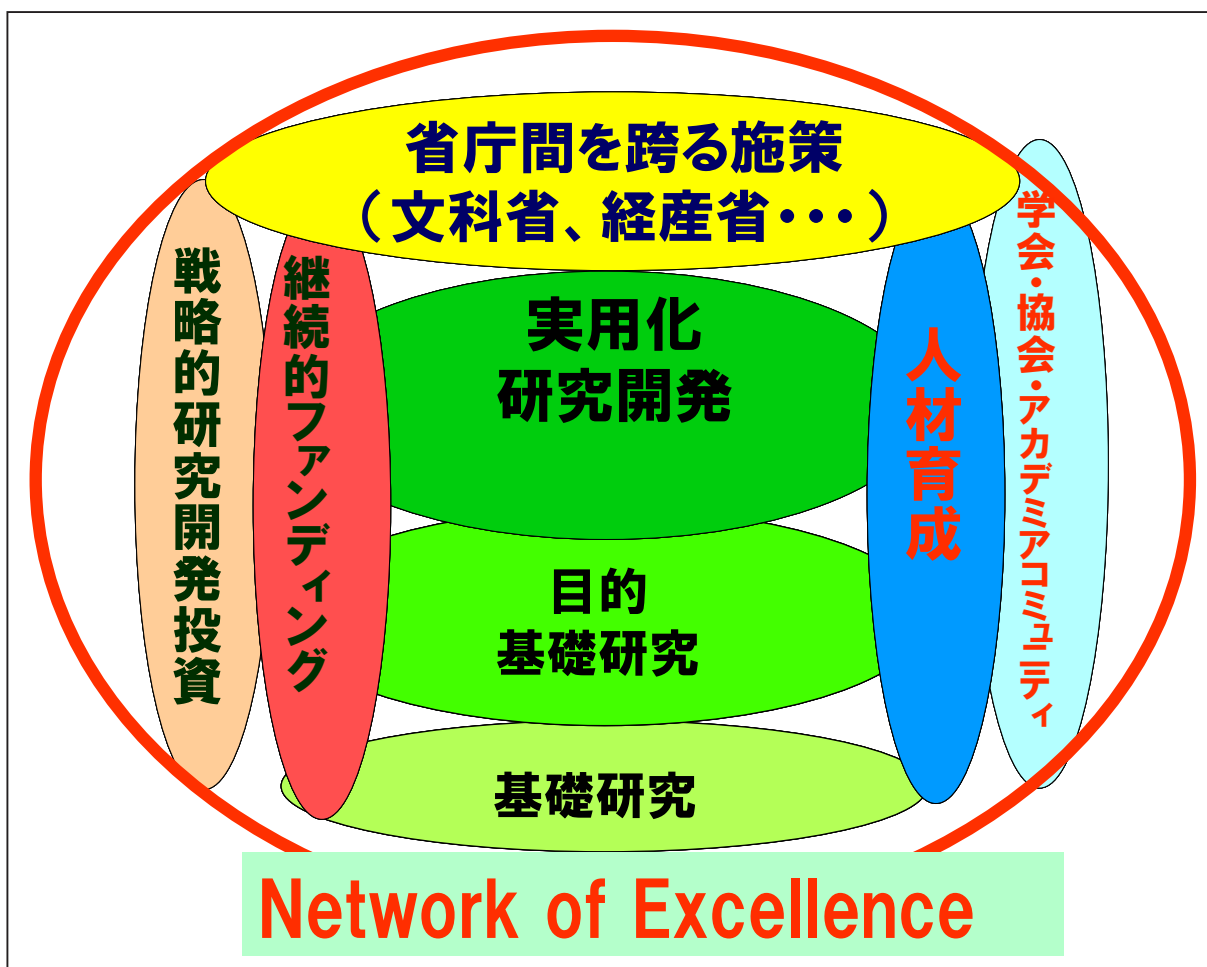 省庁間を跨る施策
（文科省、経産省・・・）
戦略的研究開発投資
継続的ファンディング
実用化
研究開発
目的
基礎研究
基礎研究
人材育成
学会・協会・アカデミアコミュニティ
Network of Excellence